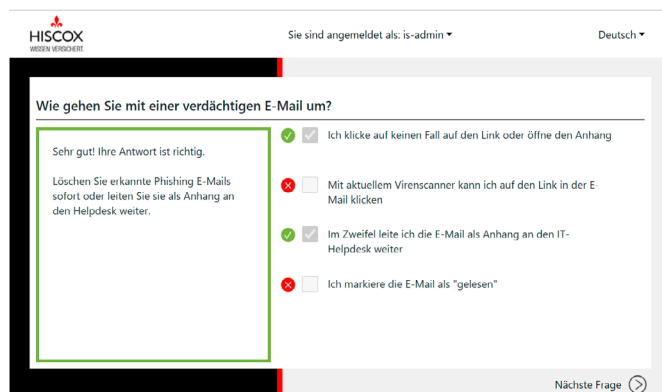 HISCOX
WISSEN VERSICHERT.
Sie sind angemeldet als: is-admin
Deutsch
Wie gehen Sie mit einer verdächtigen E-Mail um?
Sehr gut! Ihre Antwort ist richtig.
Löschen Sie erkannte Phishing E-Mails
sofort oder leiten Sie sie als Anhang an
den Helpdesk weiter.
Ich klicke auf keinen Fall auf den Link oder öffne den Anhang
Mit aktuellem Virenscanner kann ich auf den Link in der E-
Mail klicken
Im Zweifel leite ich die E-Mail als Anhang an den IT-
Helpdesk weiter
Ich markiere die E-Mail als "gelesen"
Nächste Frage